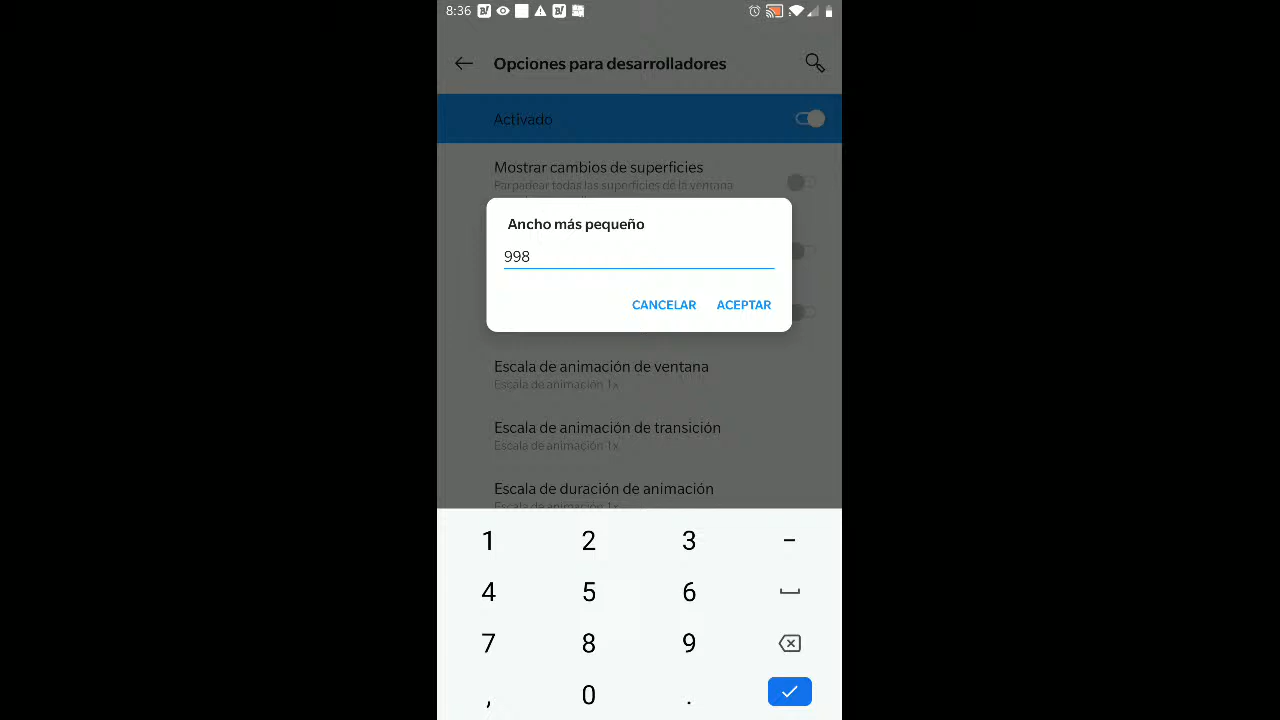 8:36
Opciones para desarrolladores
Activado
Mostrar cambios de superficies
Parpadear todas las superficies de la ventana
Ancho más pequeño
998
CANCELAR ACEPTAR
Escala de animación de ventana
Escala de animación 1x
Escala de animación de transición
Escala de animación 1x
Escala de duración de animación
Escala de animación 1x
1 2 3 -
4 5 6
7 8 9
, 0 .